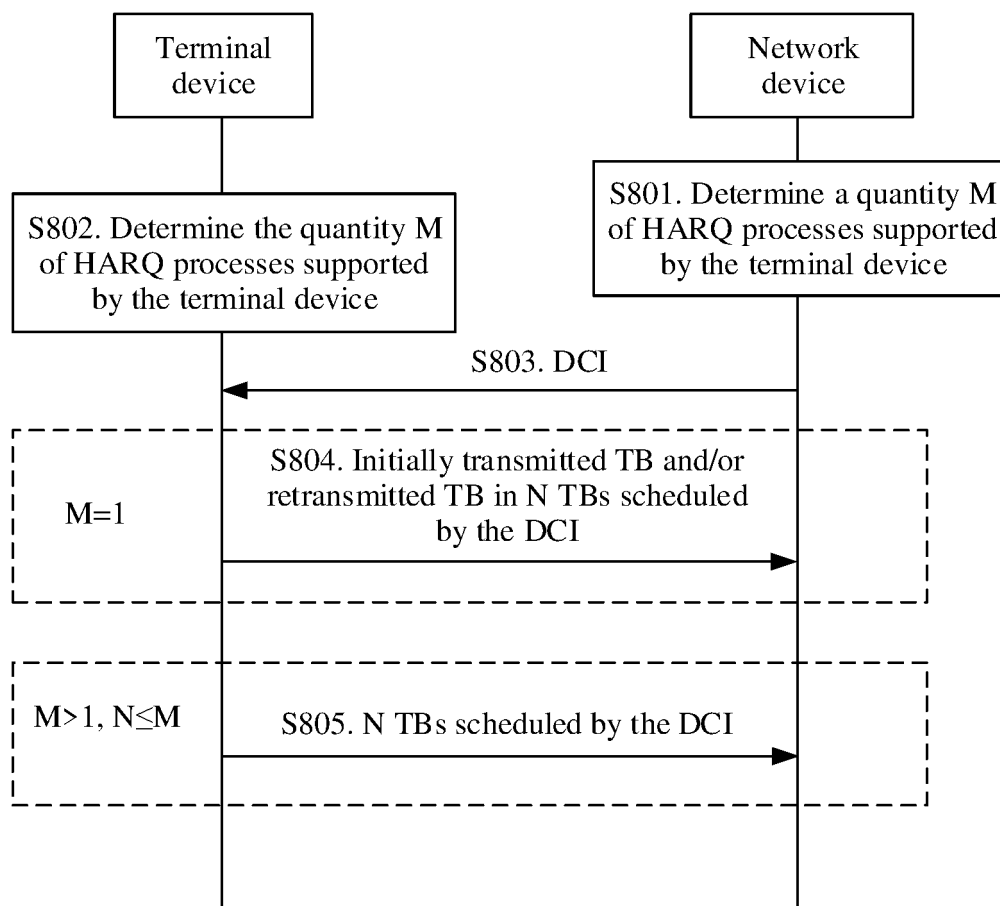 Terminal
device
Network
device
S801. Determine a quantity M
of HARQ processes supported
by the terminal device
S802. Determine the quantity M
of HARQ processes supported
by the terminal device
S803. DCI
S804. Initially transmitted TB and/or
retransmitted TB in N TBs scheduled
by the DCI
M=1
M>1, N≤M
S805. N TBs scheduled by the DCI